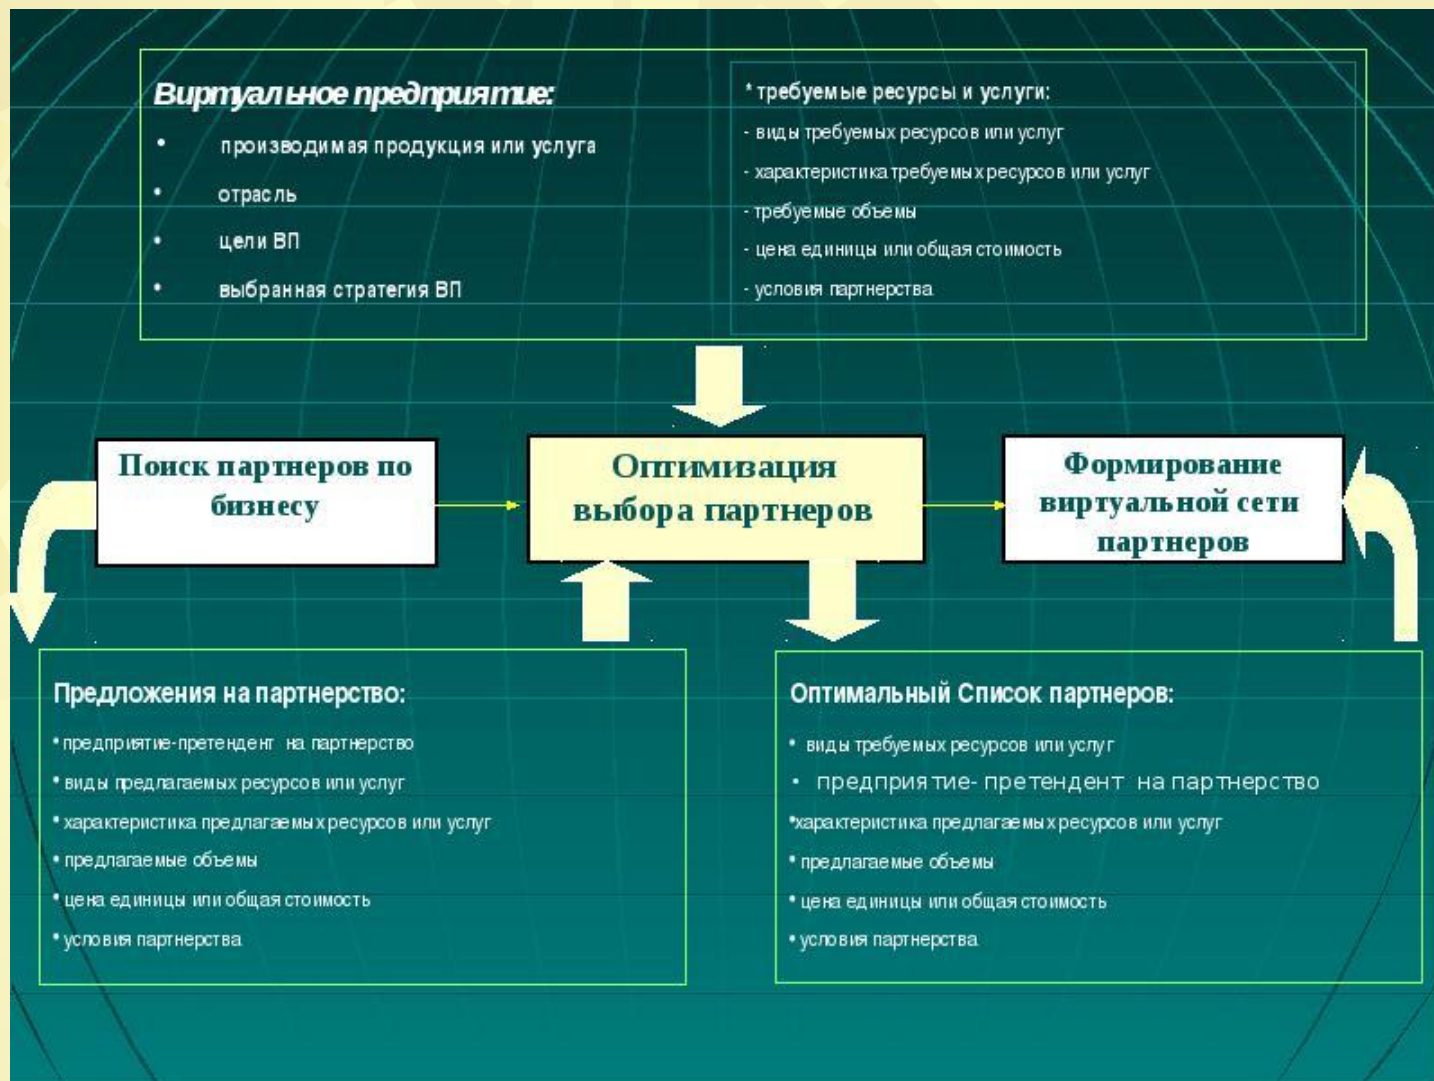 Виртуальное предприятие:
• производимая продукция или услуга
• отрасль
• цели ВП
• выбранная стратегия ВП
* требуемые ресурсы и услуги:
- виды требуемых ресурсов или услуг
- характеристика требуемых ресурсов или услуг
- требуемые объемы
- цена единицы или общая стоимость
- условия партнерства
Поиск партнеров по
бизнесу
Оптимизация
выбора партнеров
Формирование
виртуальной сети
партнеров
Предложения на партнерство:
• предприятие-претендент на партнерство
• виды предлагаемых ресурсов или услуг
• характеристика предлагаемых ресурсов или услуг
• предлагаемые объемы
• цена единицы или общая стоимость
• условия партнерства
Оптимальный Список партнеров:
• виды требуемых ресурсов или услуг
• предприятие- претендент на партнерство
•характеристика предлагаемых ресурсов или услуг
• предлагаемые объемы
• цена единицы или общая стоимость
• условия партнерства